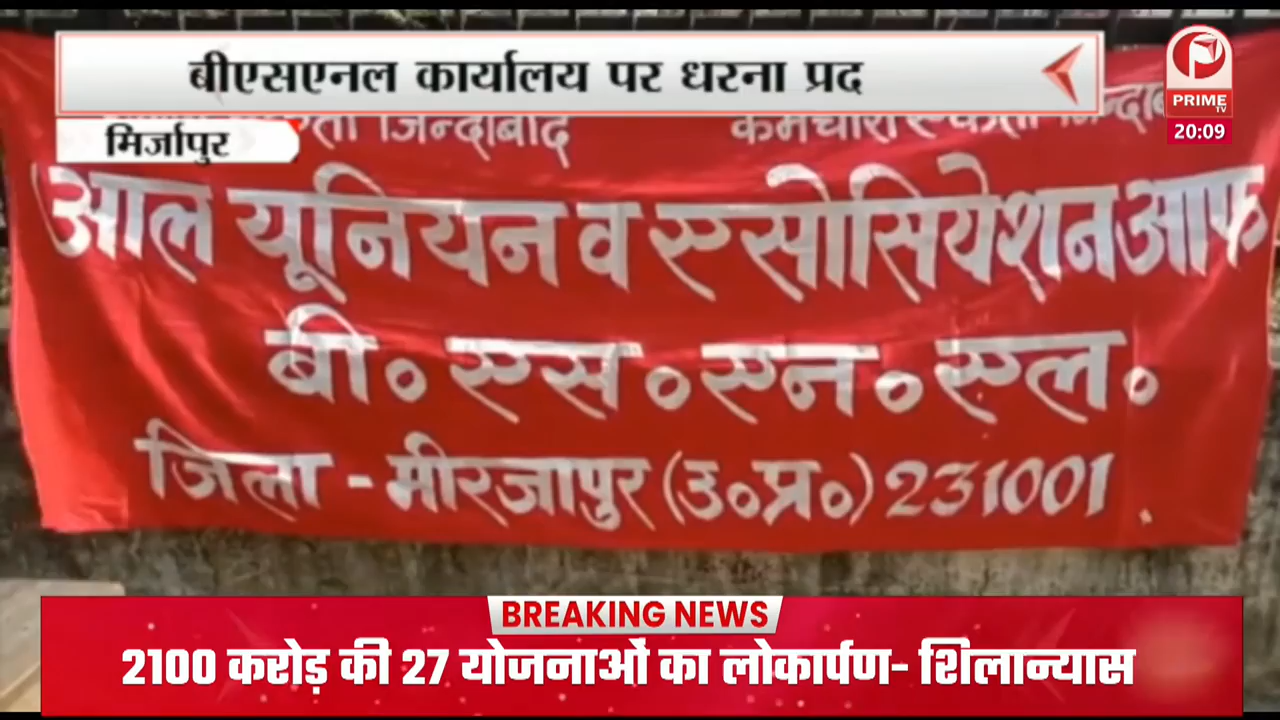 बीएसएनल कार्यालय पर धरना प्रद
PRIME
TV
20:09
मिर्जापुर
जिन्दाबाद
आल यूनियन व एसोसियेशन आफ
बी० एस० एन० एल०
जिला - मीरजापुर (उ०प्र०) 231001
BREAKING NEWS
2100 करोड़ की 27 योजनाओं का लोकार्पण- शिलान्यास